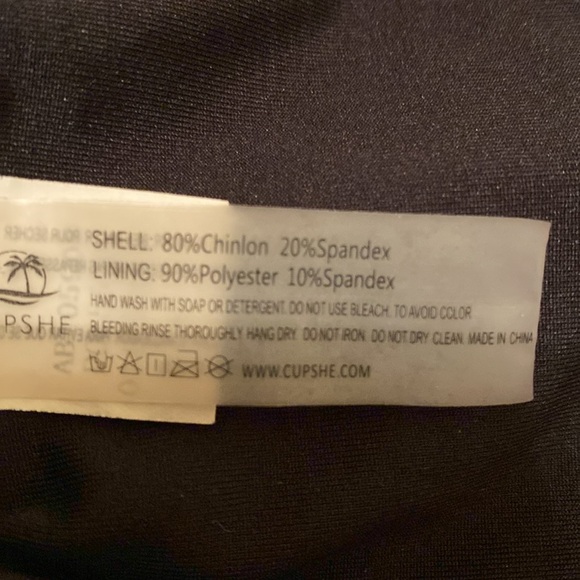 SHELL: 80%Chinlon 20%Spandex
LINING: 90%Polyester 10%Spandex
HAND WASH WITH SOAP OR DETERGENT. DO NOT USE BLEACH. TO AVOID COLOR
BLEEDING RINSE THOROUGHLY. HANG DRY. DO NOT IRON. DO NOT DRY CLEAN. MADE IN CHINA
PSHE
WWW.CUPSHE.COM